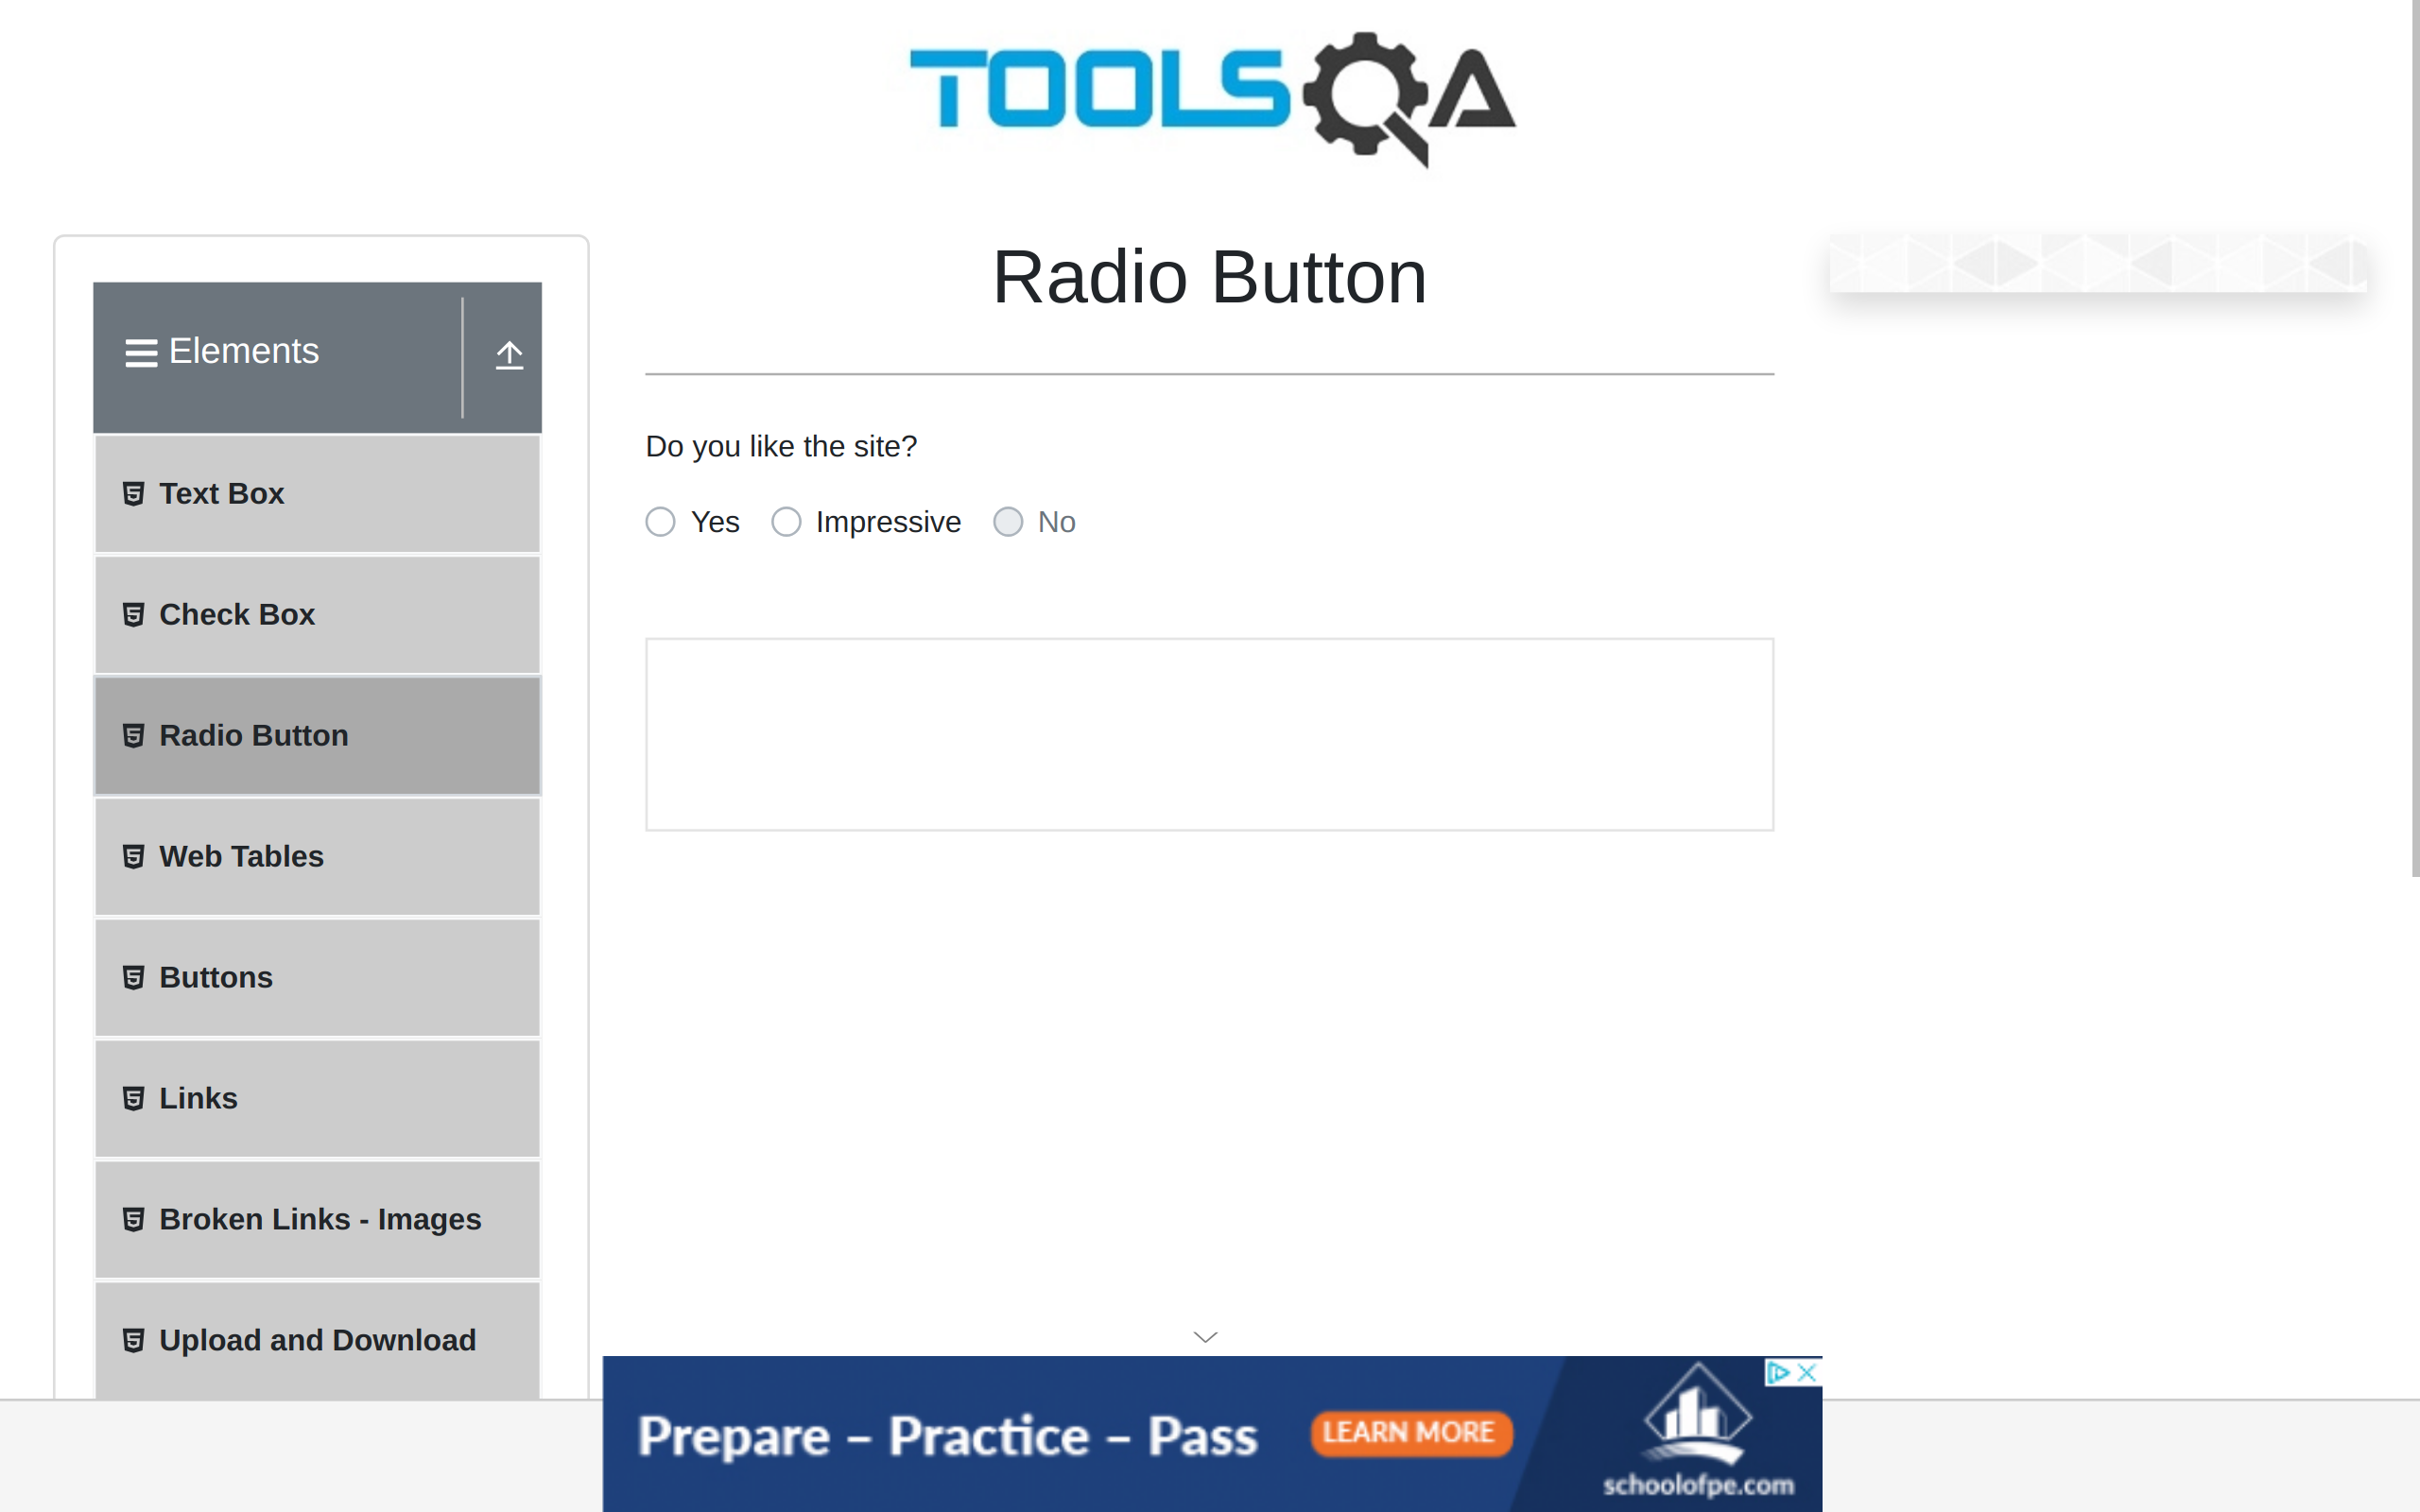 TOOLSQA
Elements
Text Box
Check Box
Radio Button
Web Tables
Buttons
Links
Broken Links - Images
Upload and Download
Radio Button
Do you like the site?
Yes Impressive No
Prepare – Practice – Pass
LEARN MORE
schoolofpe.com